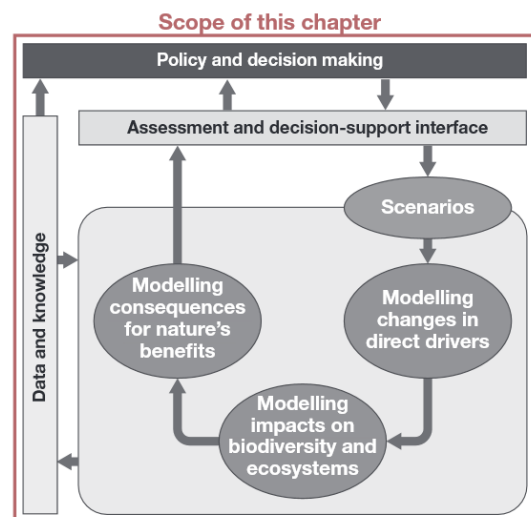 Scope of this chapter
Policy and decision making
Assessment and decision-support interface
Scenarios
Data and knowledge
Modelling
consequences
for nature's
benefits
Modelling
changes in
direct drivers
Modelling
impacts on
biodiversity and
ecosystems